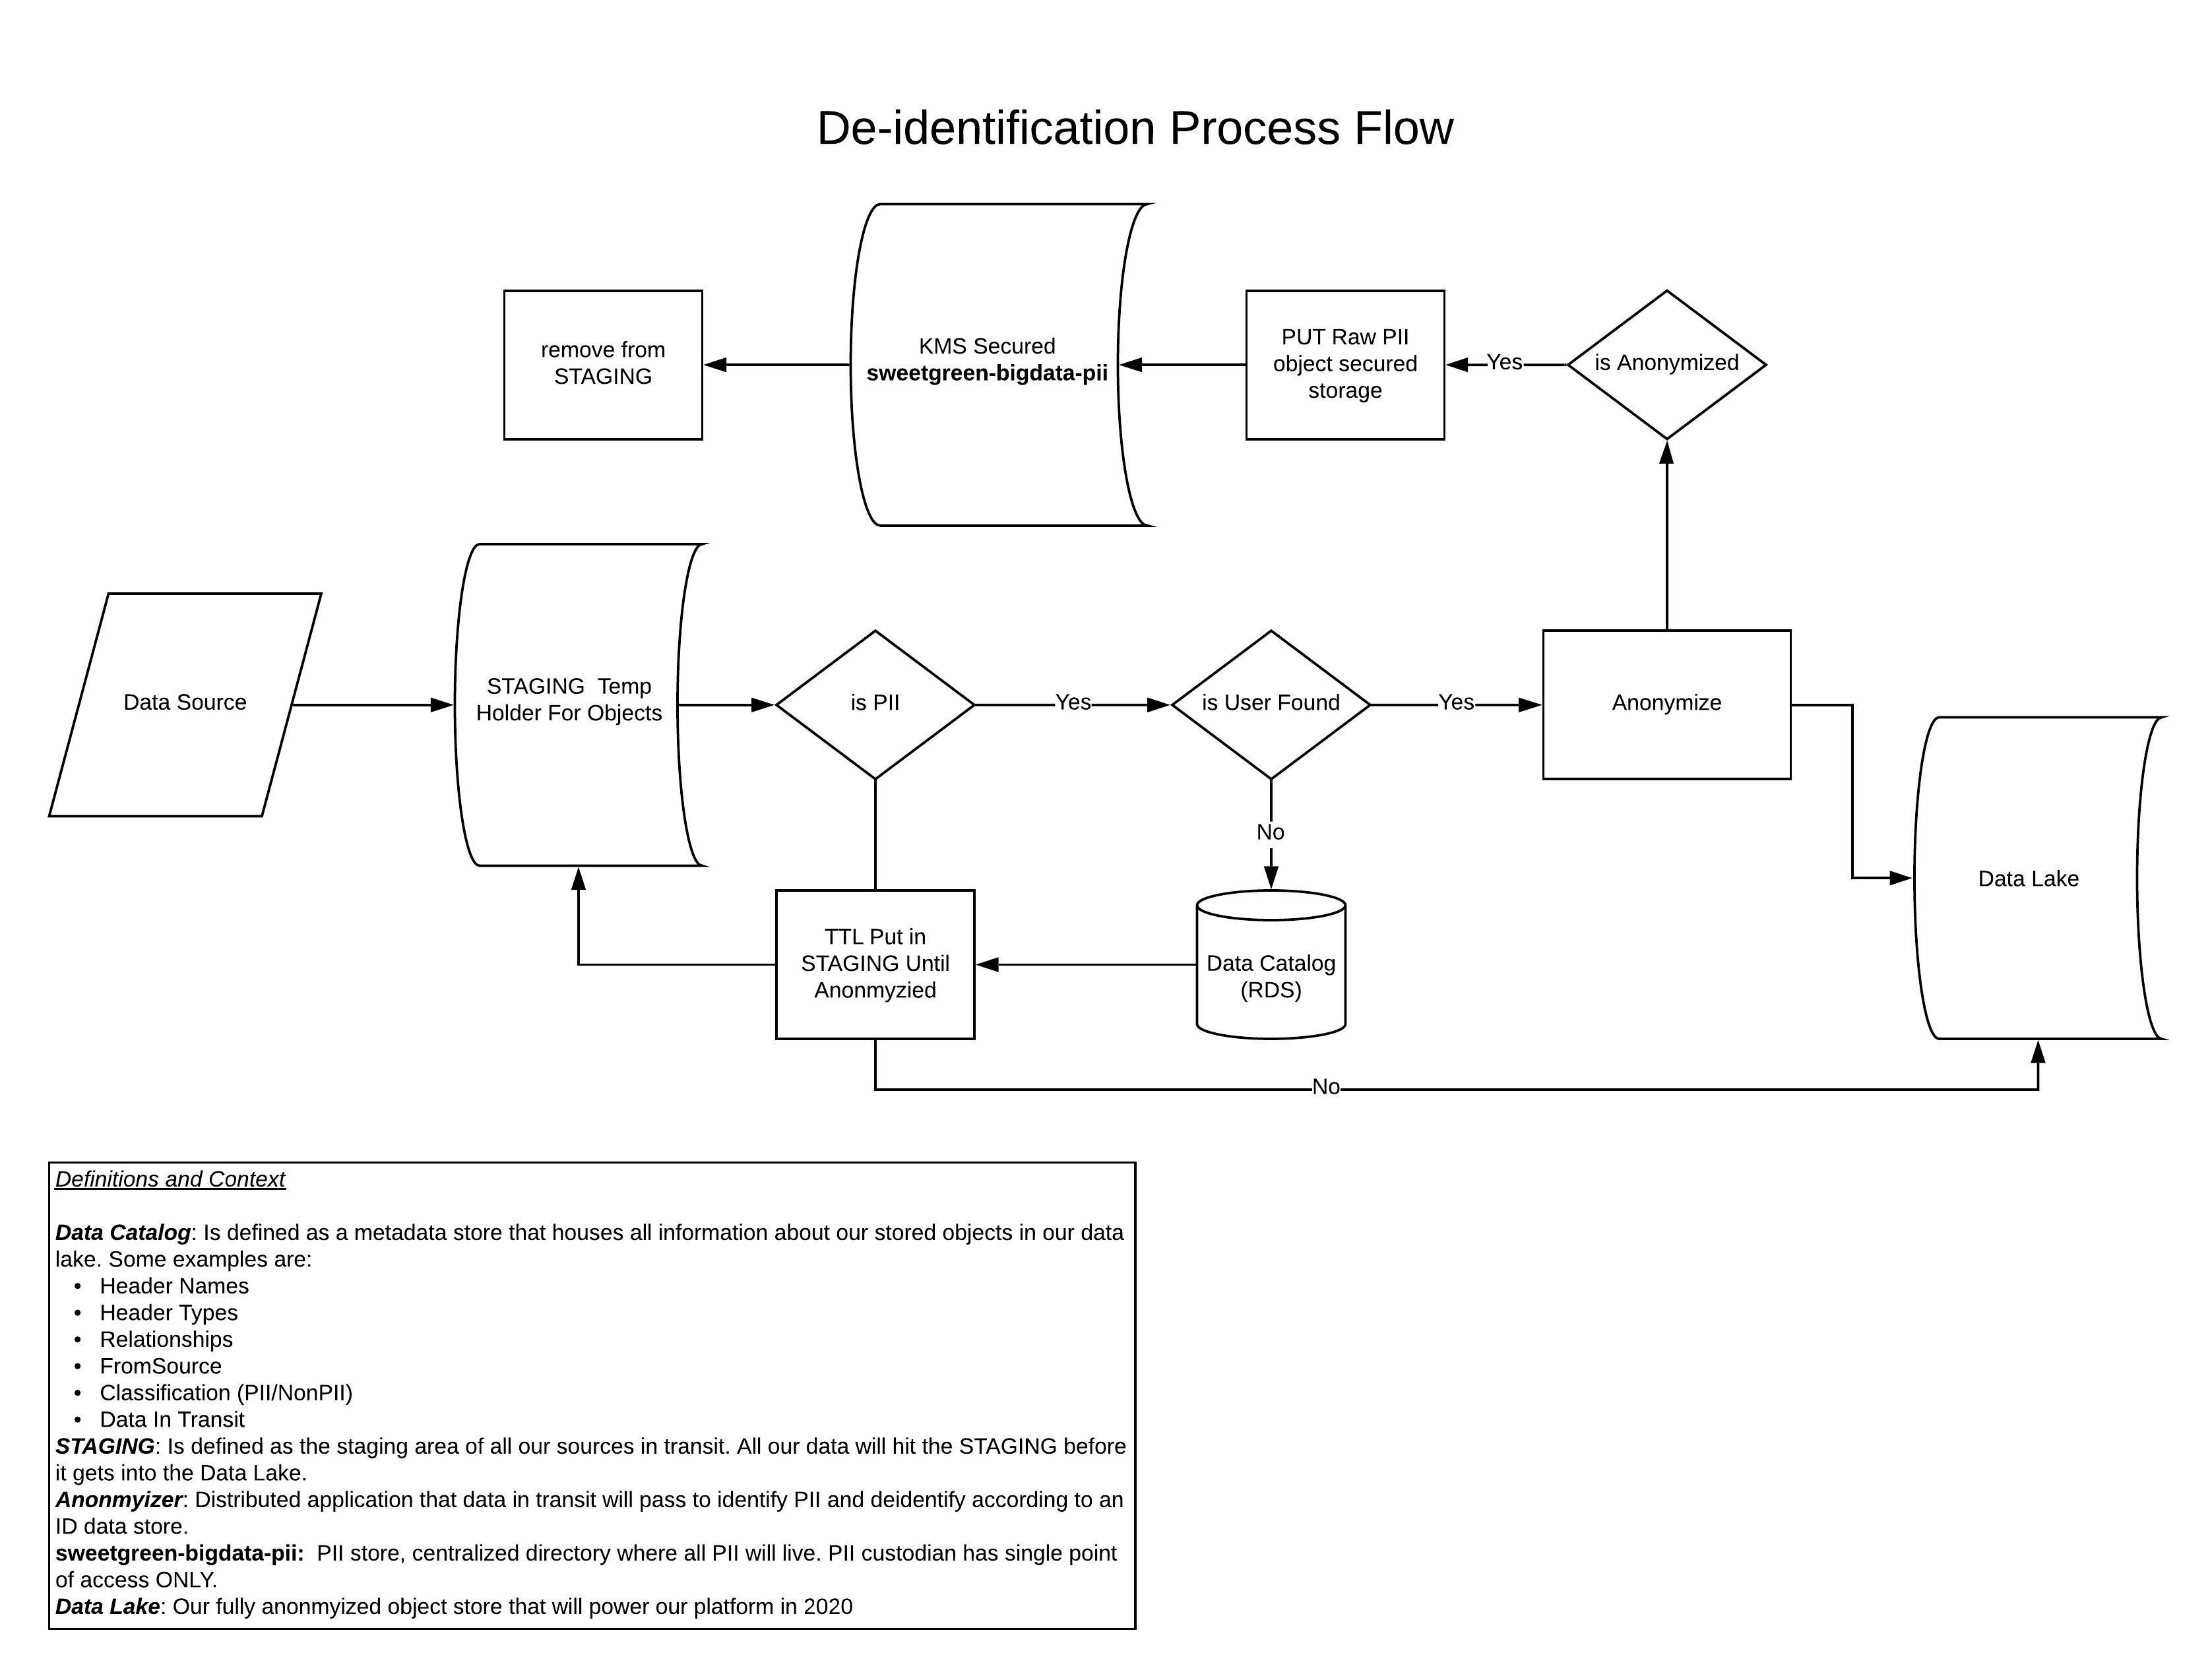 De-identification Process Flow
remove from
STAGING
KMS Secured
sweetgreen-bigdata-pii
PUT Raw PII
object secured
storage
Yes
is Anonymized
Data Source
STAGING  Temp
Holder For Objects
is PII
Yes
is User Found
Yes
Anonymize
No
Data Lake
TTL Put in
STAGING Until
Anonmyzied
Data Catalog
(RDS)
No
Definitions and Context
Data Catalog: Is defined as a metadata store that houses all information about our stored objects in our data
lake. Some examples are:
• Header Names
• Header Types
• Relationships
• FromSource
• Classification (PII/NonPII)
• Data In Transit
STAGING: Is defined as the staging area of all our sources in transit. All our data will hit the STAGING before
it gets into the Data Lake.
Anonmyizer: Distributed application that data in transit will pass to identify PII and deidentify according to an
ID data store.
sweetgreen-bigdata-pii:  PII store, centralized directory where all PII will live. PII custodian has single point
of access ONLY.
Data Lake: Our fully anonmyized object store that will power our platform in 2020